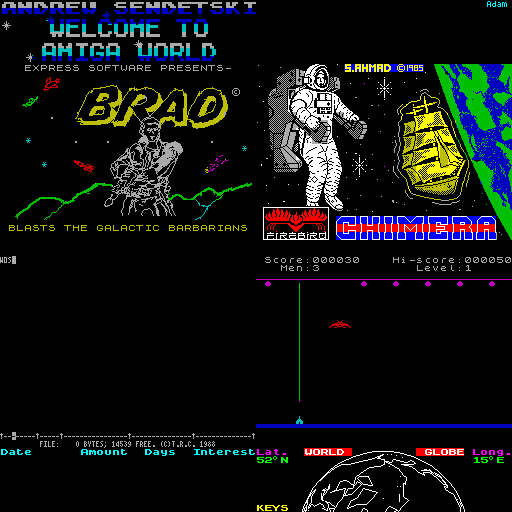 Adam
ANDREW SENDETSKI
WELCOME TO
AMIGA WORLD
EXPRESS SOFTWARE PRESENTS-
BRAD ©
BLASTS THE GALACTIC BARBARIANS
S.AHMAD ©1985
FIREBIRD
CHIMERA
WOS
FILE: 0 BYTES; 14539 FREE. (C)T.R.C. 1988
Score:000030 Hi-score:000050
Men:3 Level:1
Date Amount Days Interest
Lat. WORLD GLOBE Long.
52°N 15°E
KEYS